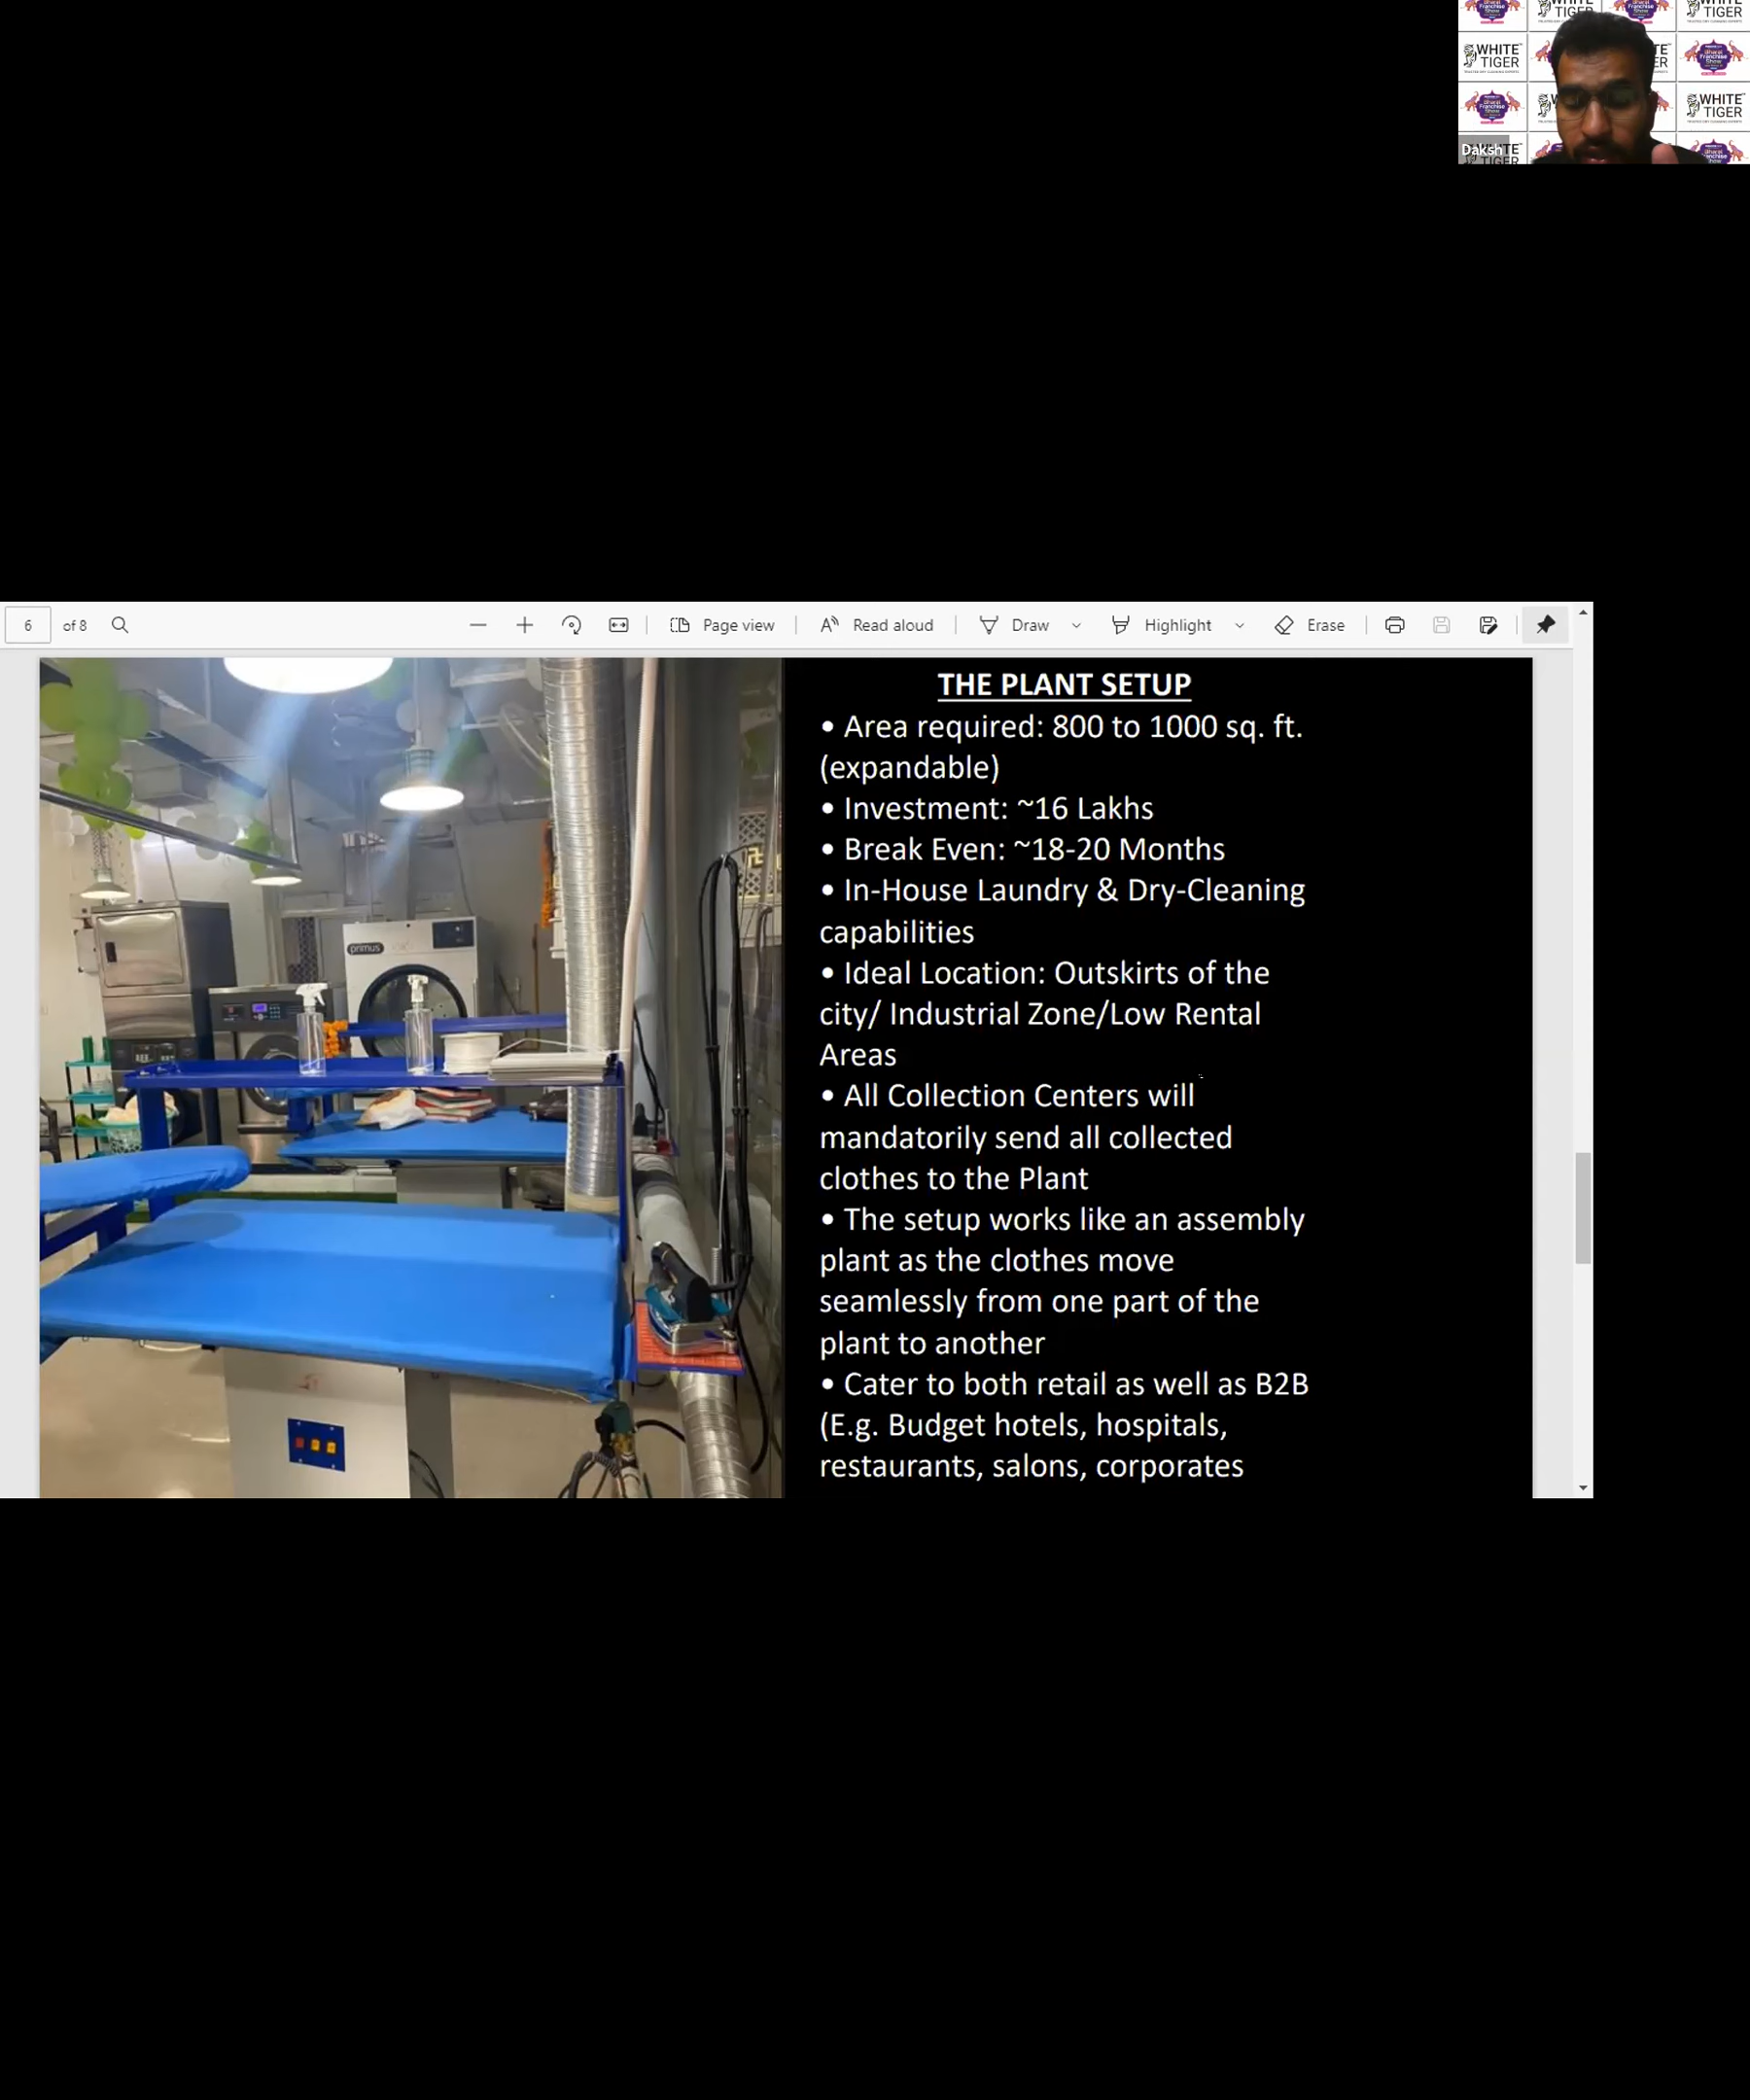 WHITE
TIGER
WHITE
TIGER
Daksh
6 of 8 Page view Read aloud Draw Highlight Erase
THE PLANT SETUP
• Area required: 800 to 1000 sq. ft.
(expandable)
• Investment: ~16 Lakhs
• Break Even: ~18-20 Months
• In-House Laundry & Dry-Cleaning
capabilities
• Ideal Location: Outskirts of the
city/ Industrial Zone/Low Rental
Areas
• All Collection Centers will
mandatorily send all collected
clothes to the Plant
• The setup works like an assembly
plant as the clothes move
seamlessly from one part of the
plant to another
• Cater to both retail as well as B2B
(E.g. Budget hotels, hospitals,
restaurants, salons, corporates
primus